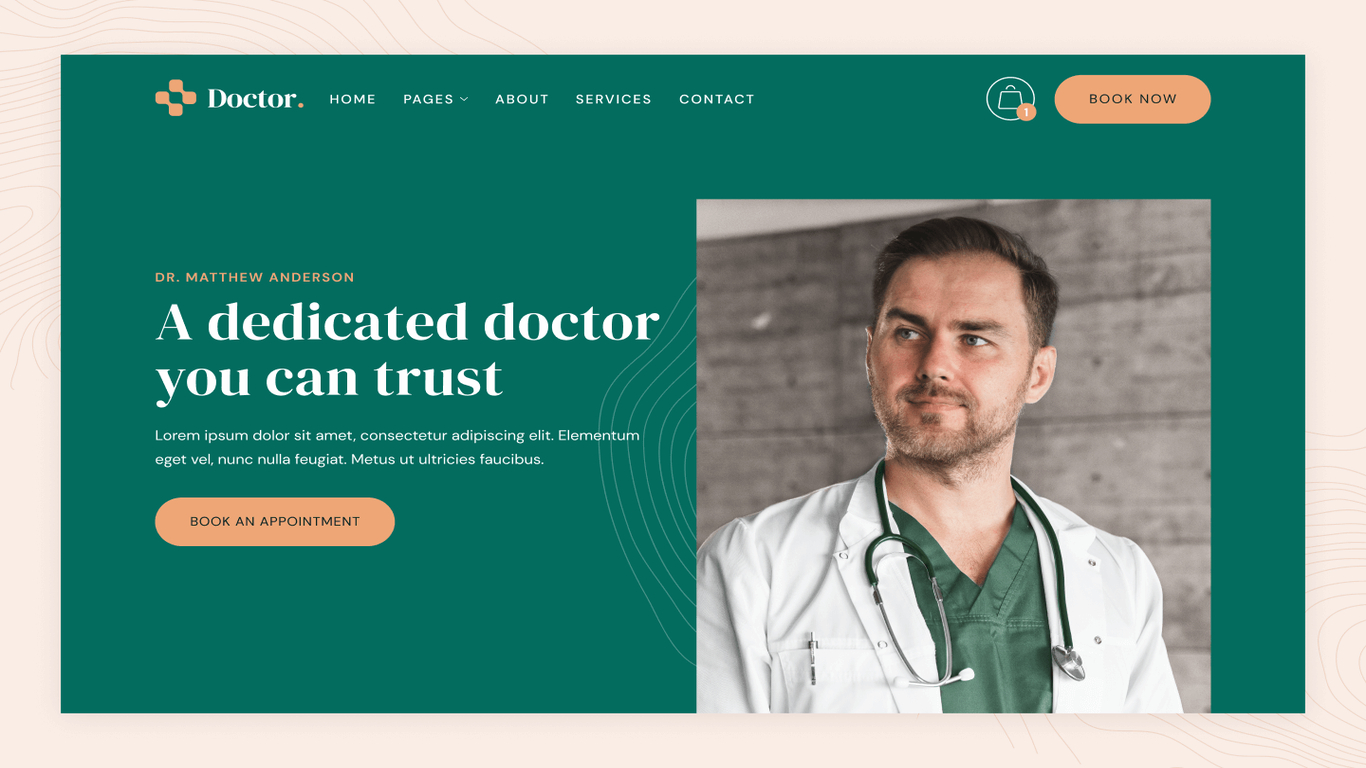 Doctor.
HOME PAGES ABOUT SERVICES CONTACT
1
BOOK NOW
DR. MATTHEW ANDERSON
A dedicated doctor
you can trust
Lorem ipsum dolor sit amet, consectetur adipiscing elit. Elementum
eget vel, nunc nulla feugiat. Metus ut ultricies faucibus.
BOOK AN APPOINTMENT